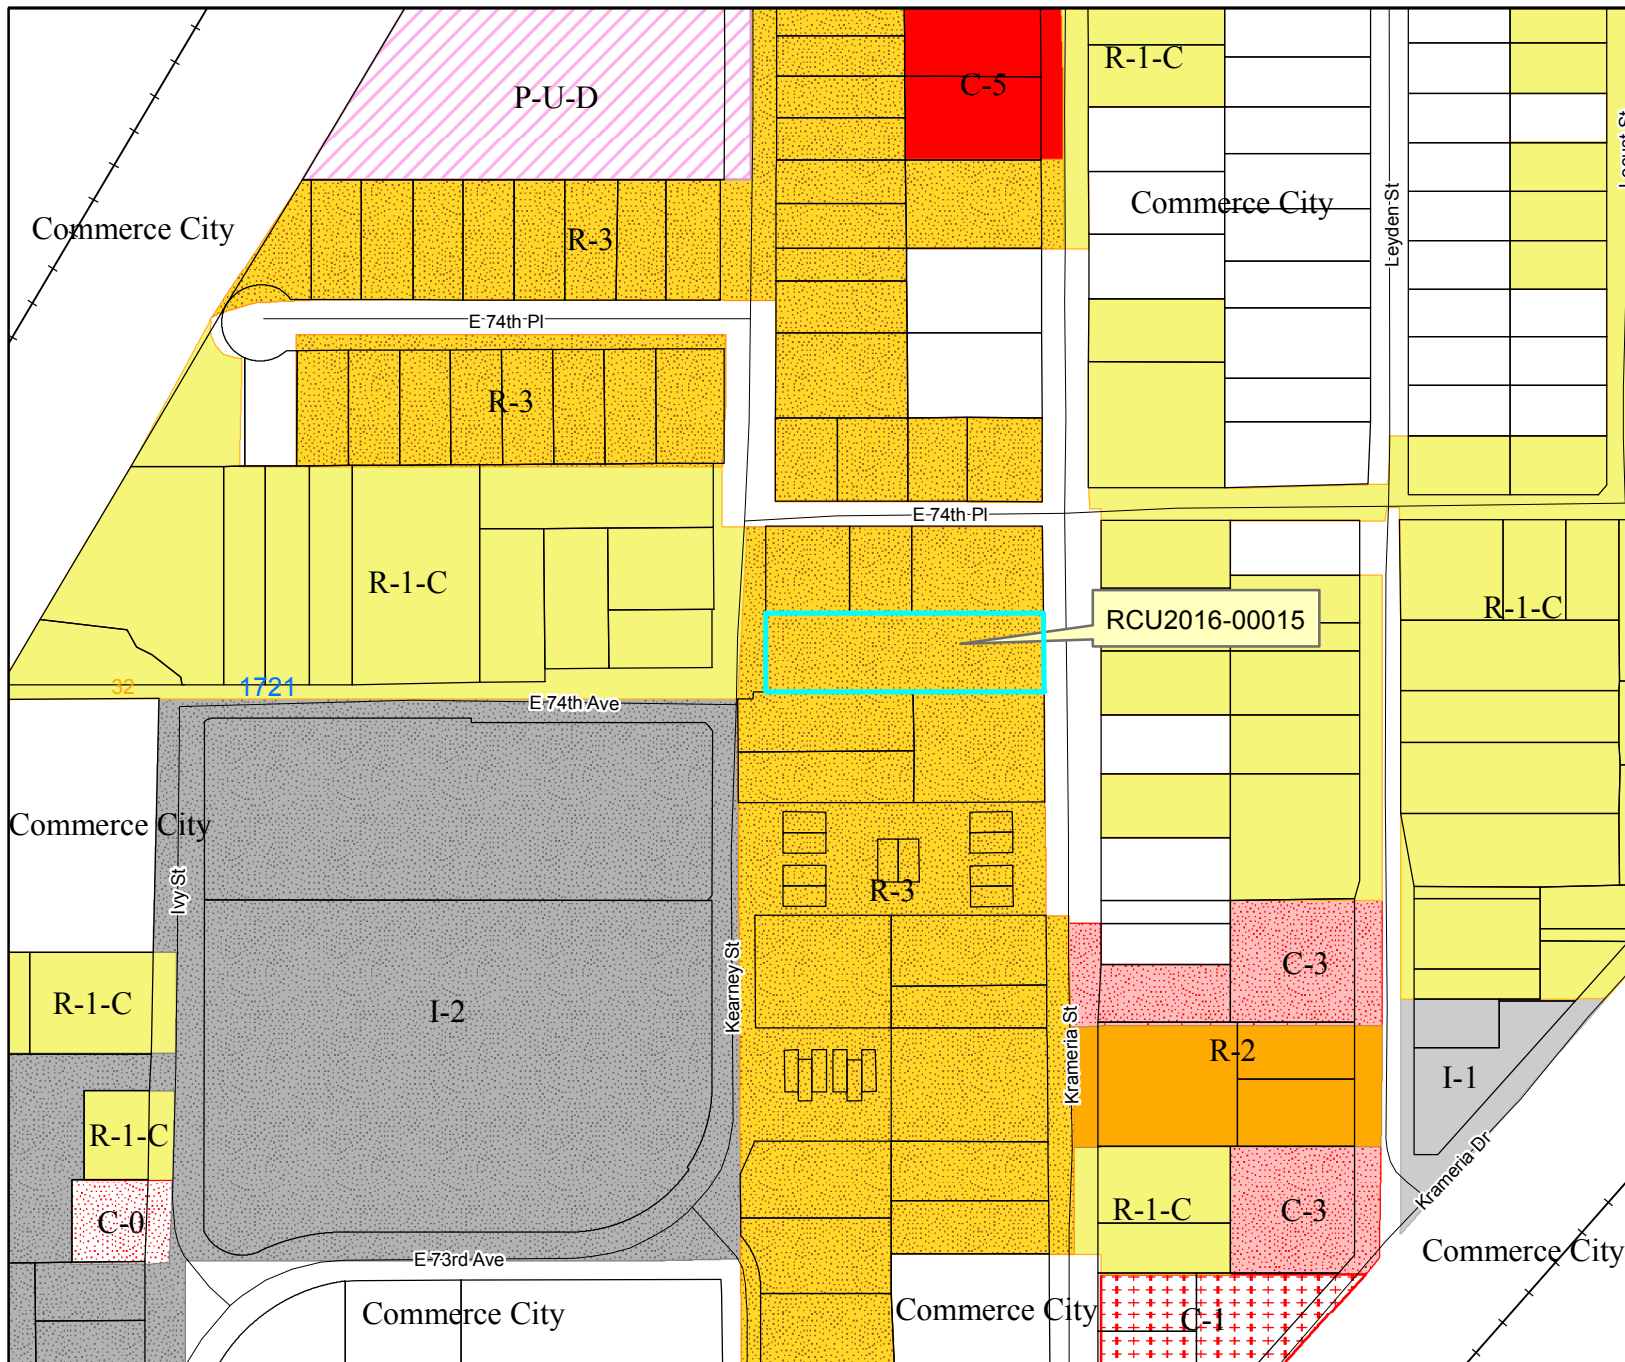 P-U-D
C-5
R-1-C
Commerce City
Commerce City
Leyden St
R-3
E 74th Pl
R-3
E 74th Pl
R-1-C
R-1-C
RCU2016-00015
32
1721
E 74th Ave
Commerce City
Ivy St
R-3
Kearney St
C-3
R-1-C
I-2
Krameria St
R-2
I-1
R-1-C
Krameria Dr
C-0
R-1-C
C-3
E 73rd Ave
Commerce City
Commerce City
Commerce City
C-1